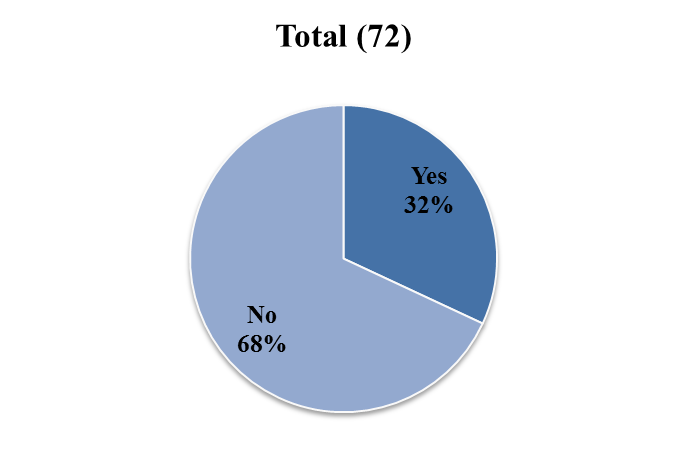 Total (72)
Yes
32%
No
68%